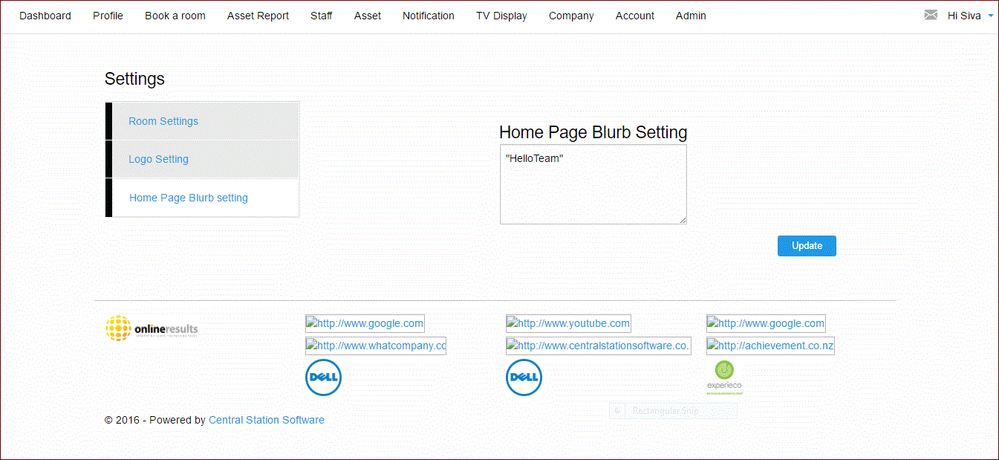 Dashboard Profile Book a room Asset Report Staff Asset Notification TV Display Company Account Admin Hi Siva
Settings
Room Settings
Logo Setting
Home Page Blurb setting
Home Page Blurb Setting
"HelloTeam"
Update
onlineresults
http://www.google.com http://www.youtube.com http://www.google.com
http://www.whatcompany.co http://www.centralstationsoftware.co. http://achievement.co.nz
DELL DELL experieco
Rectangular Snip
© 2016 - Powered by Central Station Software